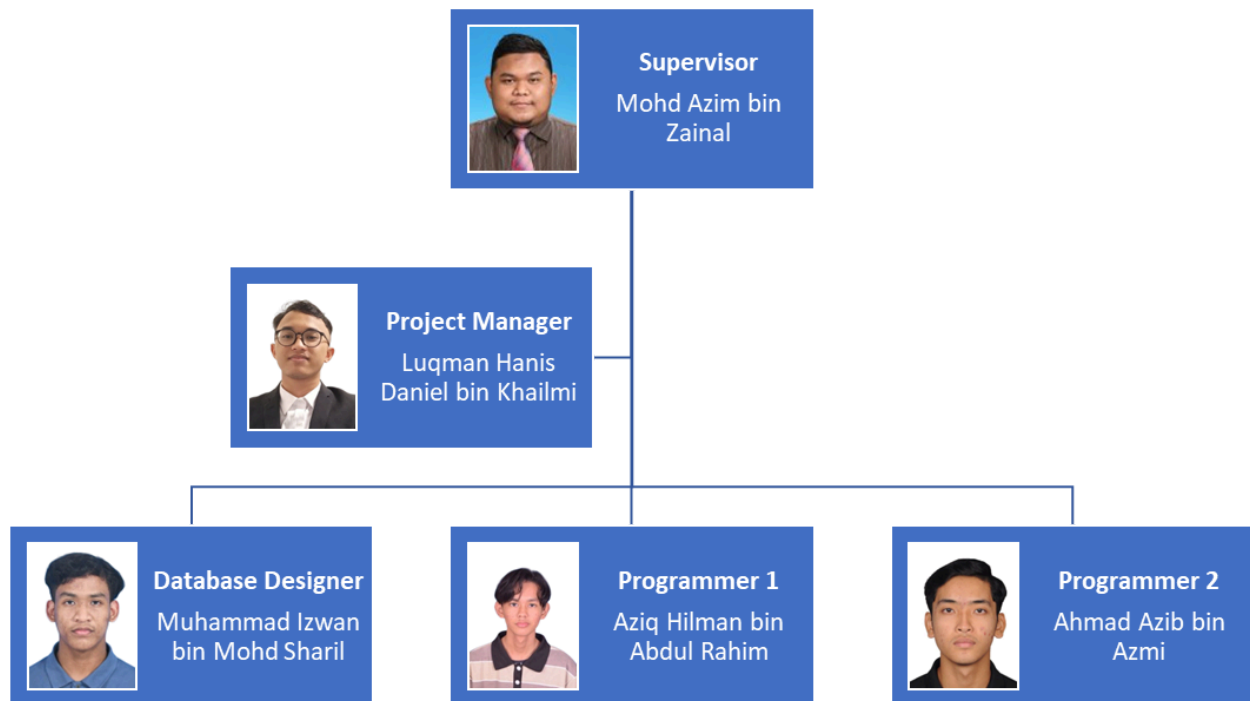 Supervisor
Mohd Azim bin
Zainal
Project Manager
Luqman Hanis
Daniel bin Khailmi
Database Designer
Muhammad Izwan
bin Mohd Sharil
Programmer 1
Aziq Hilman bin
Abdul Rahim
Programmer 2
Ahmad Azib bin
Azmi